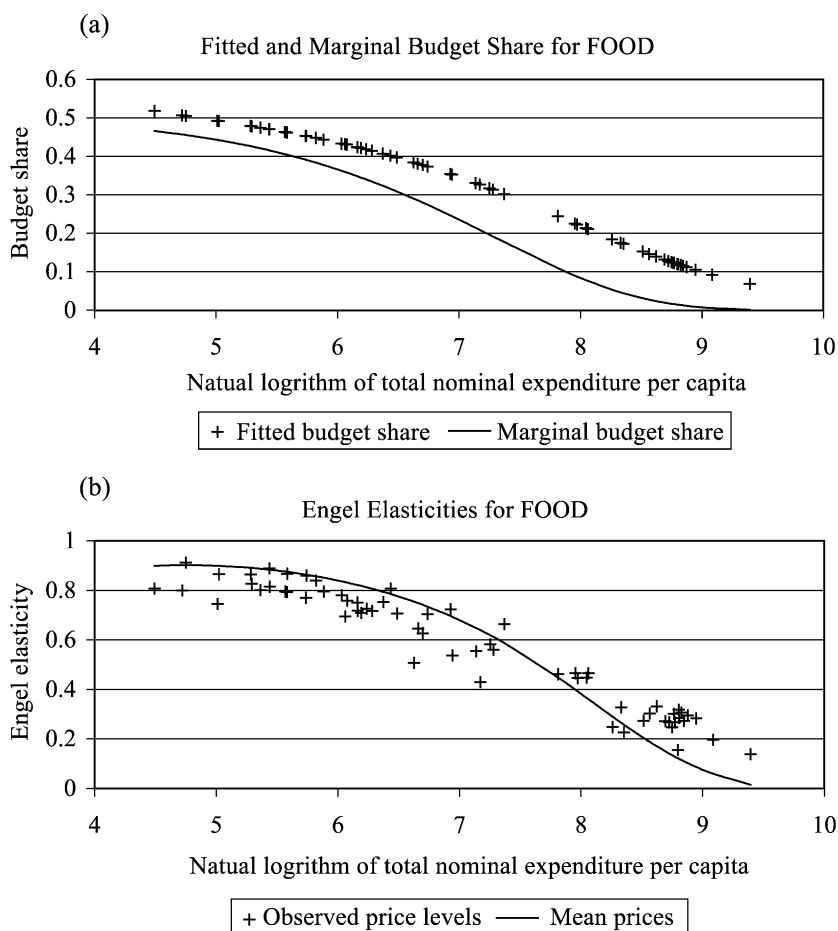 (a)
Fitted and Marginal Budget Share for FOOD
0.6
0.5
0.4
0.3
0.2
0.1
0
Budget share
4 5 6 7 8 9 10
Natual logrithm of total nominal expenditure per capita
+ Fitted budget share — Marginal budget share
(b)
Engel Elasticities for FOOD
1
0.8
0.6
0.4
0.2
0
Engel elasticity
4 5 6 7 8 9 10
Natual logrithm of total nominal expenditure per capita
+ Observed price levels — Mean prices